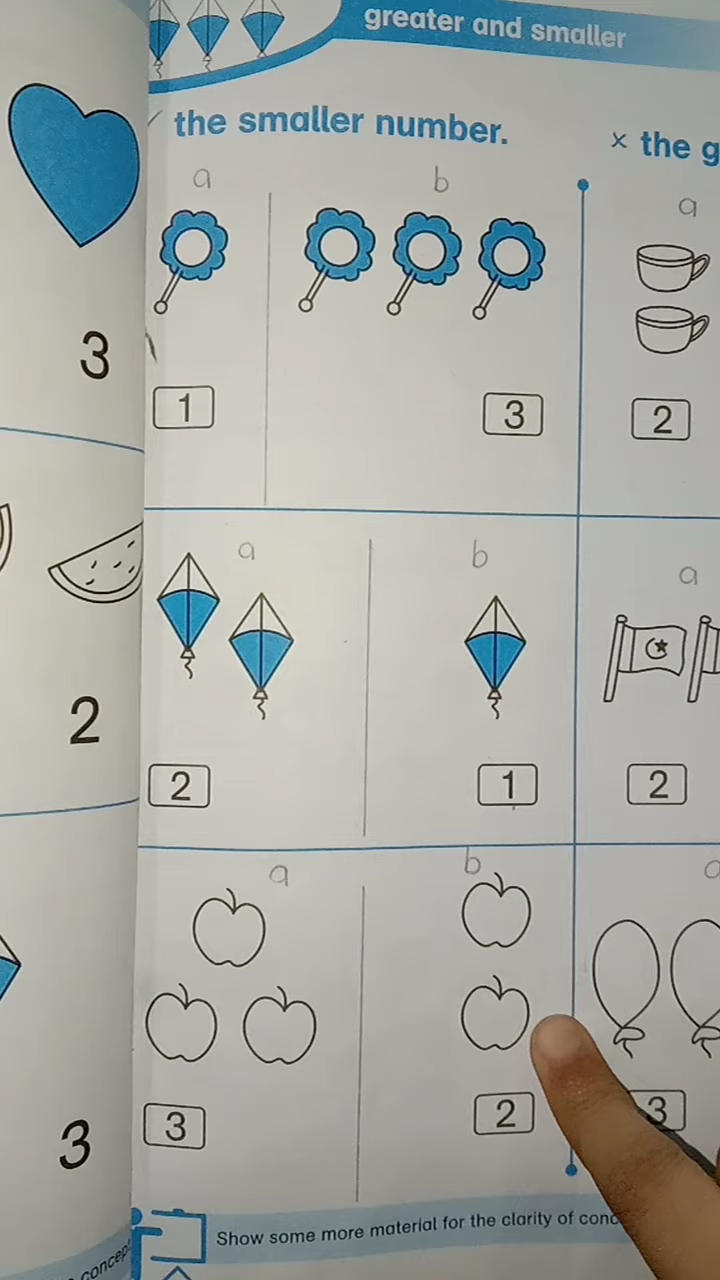 greater and smaller
✓ the smaller number.
× the g
a
b
a
3
1
3
2
a
b
a
2
2
1
2
a
b
a
3
3
2
3
Show some more material for the clarity of conc
concep